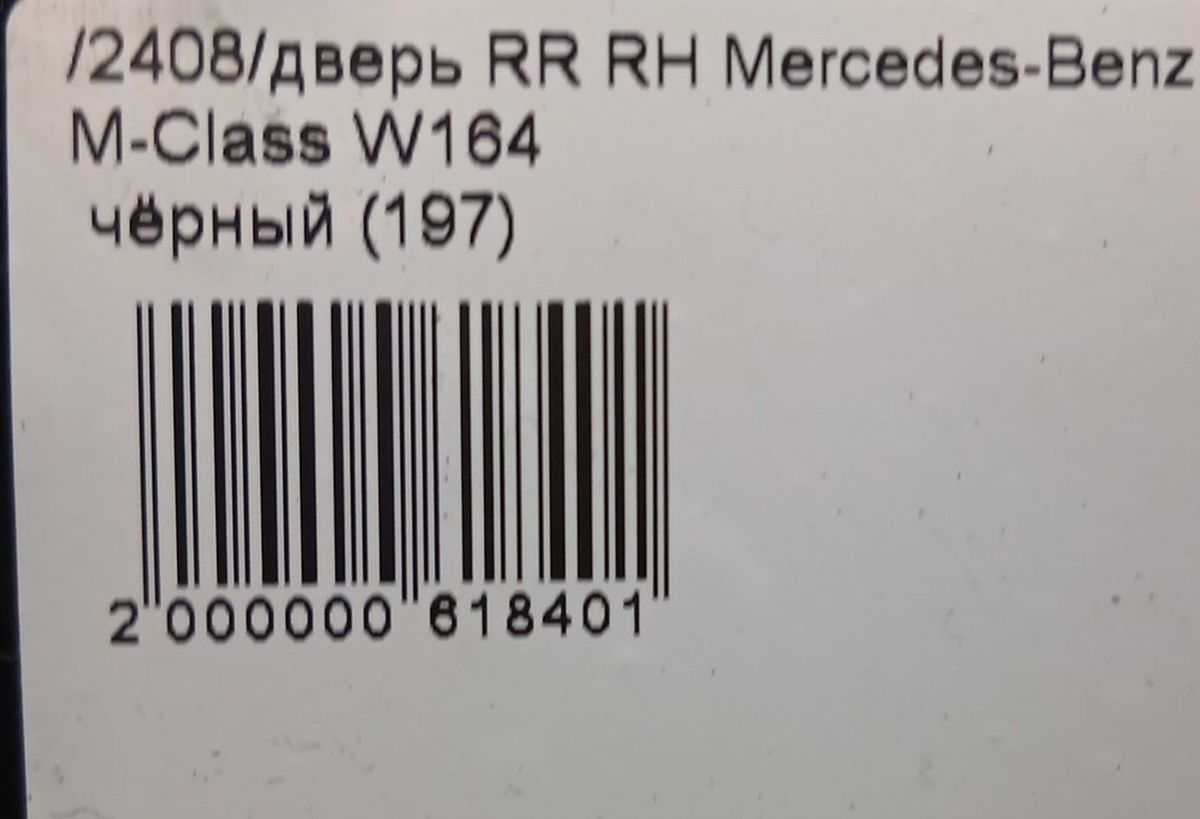 /2408/дверь RR RH Mercedes-Benz
M-Class W164
чёрный (197)
2 000000 618401